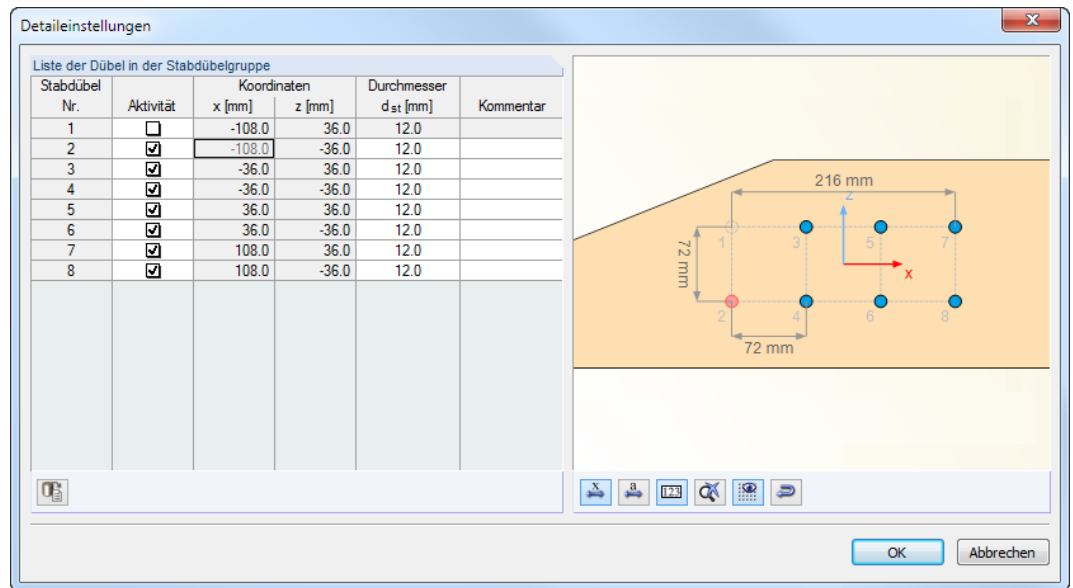 Detaileinstellungen
Liste der Dübel in der Stabdübelgruppe
Stabdübel Koordinaten Durchmesser
Nr. Aktivität x [mm] z [mm] d st [mm] Kommentar
1 -108.0 36.0 12.0
2 -108.0 -36.0 12.0
3 -36.0 36.0 12.0
4 -36.0 -36.0 12.0
5 36.0 36.0 12.0
6 36.0 -36.0 12.0
7 108.0 36.0 12.0
8 108.0 -36.0 12.0
216 mm
z
1 3 5 7
72 mm
x
2 4 6 8
72 mm
x a 123
OK Abbrechen